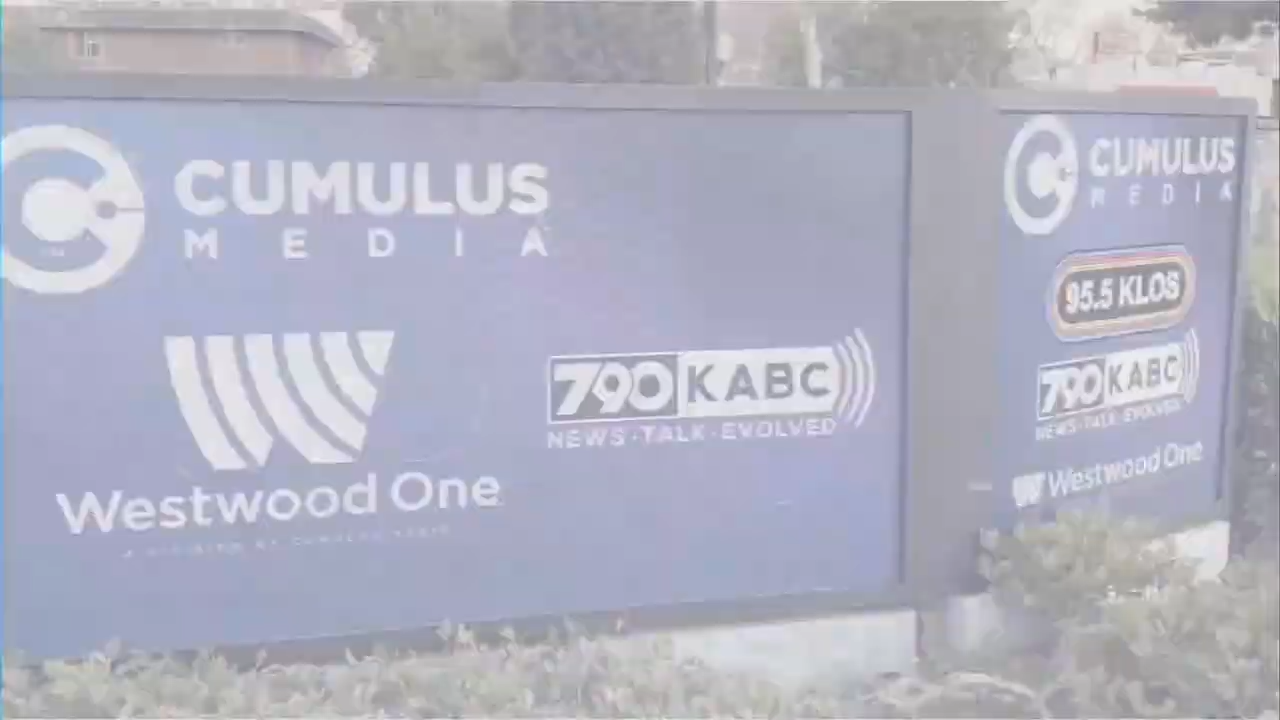 CUMULUS
MEDIA
Westwood One
790 KABC
NEWS·TALK·EVOLVED
CUMULUS
MEDIA
95.5 KLOS
790 KABC
NEWS·TALK·EVOLVED
Westwood One